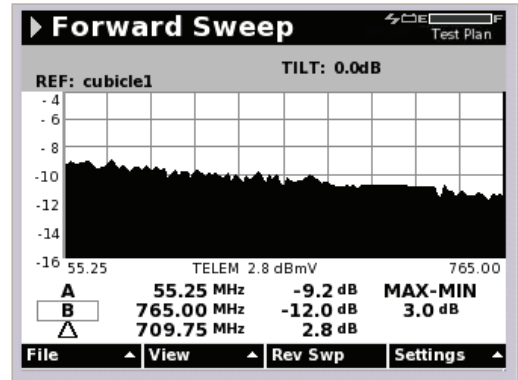 Forward Sweep
E F
Test Plan
TILT: 0.0dB
REF: cubicle1
- 4
- 6
- 8
-10
-12
-14
-16
55.25 TELEM 2.8 dBmV 765.00
A 55.25 MHz -9.2 dB MAX-MIN
B 765.00 MHz -12.0 dB 3.0 dB
△ 709.75 MHz 2.8 dB
File View Rev Swp Settings